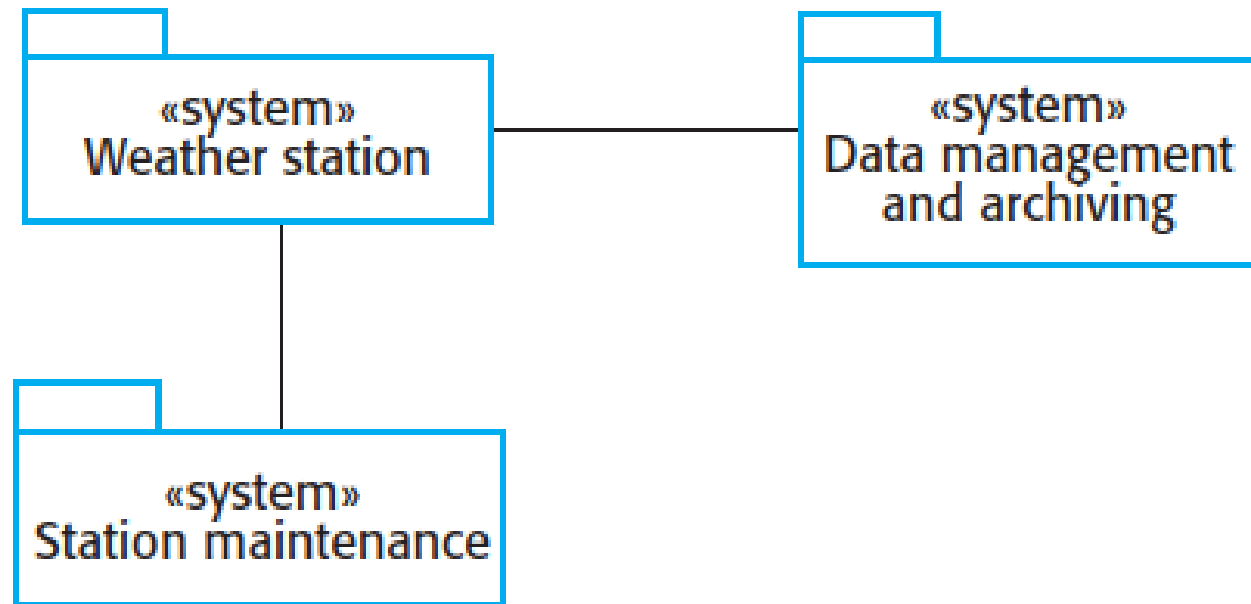 «system»
Weather station
«system»
Data management
and archiving
«system»
Station maintenance